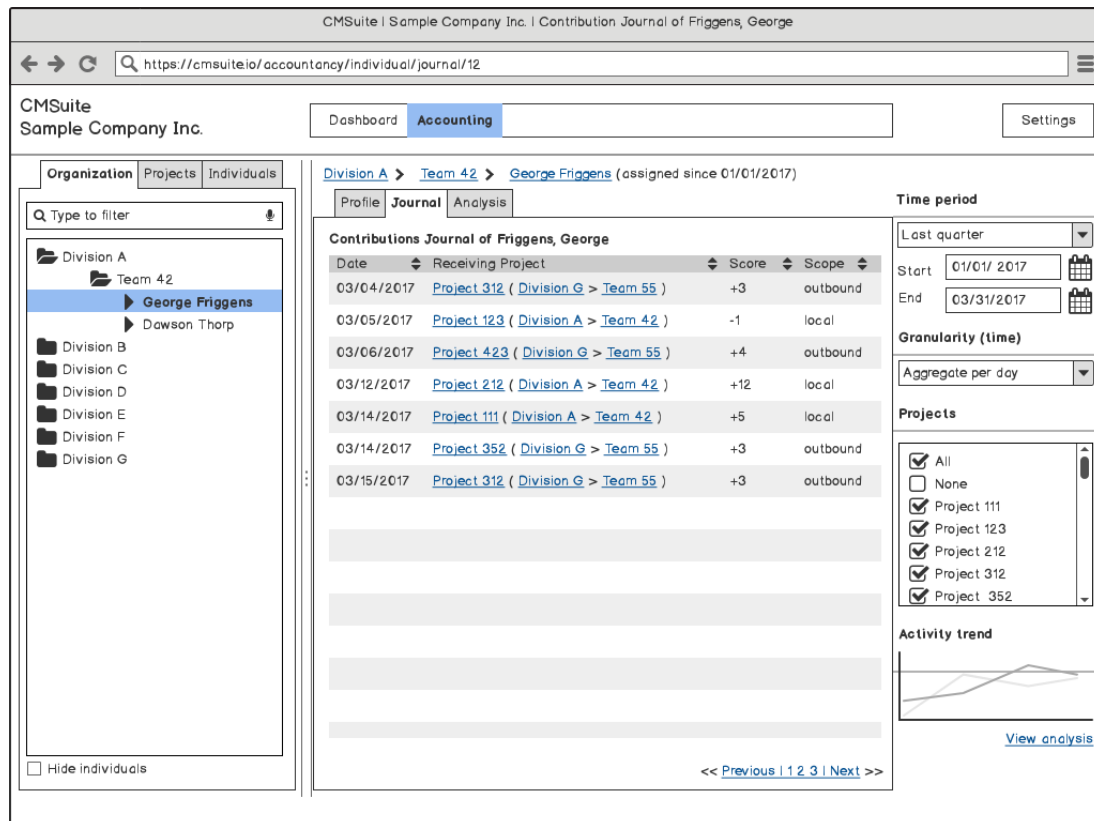 CMSuite | Sample Company Inc. | Contribution Journal of Friggens, George
https://cmsuite.io/accountancy/individual/journal/12
CMSuite
Sample Company Inc.
Dashboard Accounting
Settings
Organization Projects Individuals
Type to filter
Division A
Team 42
George Friggens
Dawson Thorp
Division B
Division C
Division D
Division E
Division F
Division G
Hide individuals
Division A > Team 42 > George Friggens (assigned since 01/01/2017)
Profile Journal Analysis
Contributions Journal of Friggens, George
Date Receiving Project Score Scope
03/04/2017 Project 312 ( Division G > Team 55 ) +3 outbound
03/05/2017 Project 123 ( Division A > Team 42 ) -1 local
03/06/2017 Project 423 ( Division G > Team 55 ) +4 outbound
03/12/2017 Project 212 ( Division A > Team 42 ) +12 local
03/14/2017 Project 111 ( Division A > Team 42 ) +5 local
03/14/2017 Project 352 ( Division G > Team 55 ) +3 outbound
03/15/2017 Project 312 ( Division G > Team 55 ) +3 outbound
<< Previous | 1 2 3 | Next >>
Time period
Last quarter
Start 01/01/ 2017
End 03/31/2017
Granularity (time)
Aggregate per day
Projects
All
None
Project 111
Project 123
Project 212
Project 312
Project 352
Activity trend
View analysis